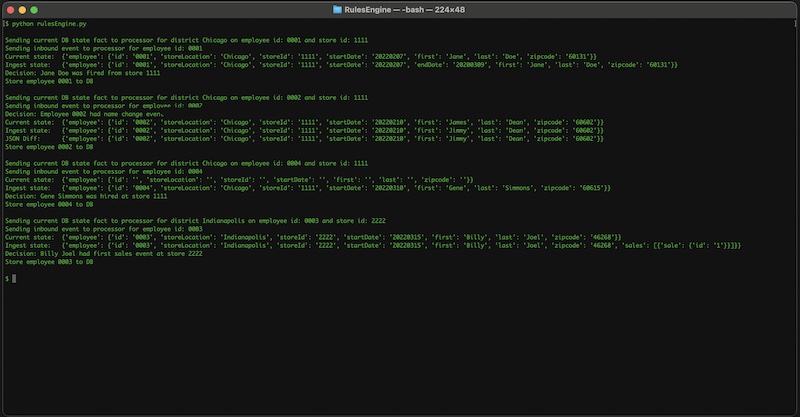 RulesEngine — -bash — 224×48
$ python rulesEngine.py
Sending current DB state fact to processor for district Chicago on employee id: 0001 and store id: 1111
Sending inbound event to processor for employee id: 0001
Current state:  {'employee': {'id': '0001', 'storeLocation': 'Chicago', 'storeId': '1111', 'startDate': '20220207', 'first': 'Jane', 'last': 'Doe', 'zipcode': '60131'}}
Ingest state:   {'employee': {'id': '0001', 'storeLocation': 'Chicago', 'storeId': '1111', 'startDate': '20220207', 'endDate': '20200309', 'first': 'Jane', 'last': 'Doe', 'zipcode': '60131'}}
Decision: Jane Doe was fired from store 1111
Store employee 0001 to DB
Sending current DB state fact to processor for district Chicago on employee id: 0002 and store id: 1111
Sending inbound event to processor for employee id: 0002
Decision: Employee 0002 had name change even
Current state:  {'employee': {'id': '0002', 'storeLocation': 'Chicago', 'storeId': '1111', 'startDate': '20220210', 'first': 'James', 'last': 'Dean', 'zipcode': '60602'}}
Ingest state:   {'employee': {'id': '0002', 'storeLocation': 'Chicago', 'storeId': '1111', 'startDate': '20220210', 'first': 'Jimmy', 'last': 'Dean', 'zipcode': '60602'}}
JSON Diff:      {'employee': {'id': '0002', 'storeLocation': 'Chicago', 'storeId': '1111', 'startDate': '20220210', 'first': 'Jimmy', 'last': 'Dean', 'zipcode': '60602'}}
Store employee 0002 to DB
Sending current DB state fact to processor for district Chicago on employee id: 0004 and store id: 1111
Sending inbound event to processor for employee id: 0004
Current state:  {'employee': {'id': '', 'storeLocation': '', 'storeId': '', 'startDate': '', 'first': '', 'last': '', 'zipcode': ''}}
Ingest state:   {'employee': {'id': '0004', 'storeLocation': 'Chicago', 'storeId': '1111', 'startDate': '20220310', 'first': 'Gene', 'last': 'Simmons', 'zipcode': '60615'}}
Decision: Gene Simmons was hired at store 1111
Store employee 0004 to DB
Sending current DB state fact to processor for district Indianapolis on employee id: 0003 and store id: 2222
Sending inbound event to processor for employee id: 0003
Current state:  {'employee': {'id': '0003', 'storeLocation': 'Indianapolis', 'storeId': '2222', 'startDate': '20220315', 'first': 'Billy', 'last': 'Joel', 'zipcode': '46268'}}
Ingest state:   {'employee': {'id': '0003', 'storeLocation': 'Indianapolis', 'storeId': '2222', 'startDate': '20220315', 'first': 'Billy', 'last': 'Joel', 'zipcode': '46268', 'sales': [{'sale': {'id': '1'}}]}}
Decision: Billy Joel had first sales event at store 2222
Store employee 0003 to DB
$